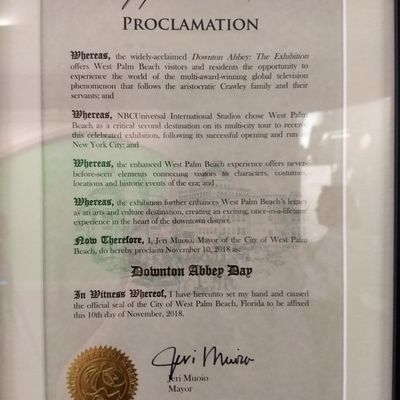 PROCLAMATION
Whereas, the widely-acclaimed Downton Abbey: The Exhibition
offers West Palm Beach visitors and residents the opportunity to
experience the world of the multi-award-winning global television
phenomenon that follows the aristocratic Crawley family and their
servants; and
Whereas, NBCUniversal International Studios chose West Palm
Beach as a critical second destination on its multi-city tour to receive
this celebrated exhibition, following its successful opening and run
New York City; and
Whereas, the enhanced West Palm Beach experience offers never-
before-seen elements connecting visitors to characters, costumes,
locations and historic events of the era; and
Whereas, the exhibition further enhances West Palm Beach's legacy
as an arts and culture destination, creating an exciting, once-in-a-lifetime
experience in the heart of the downtown district.
Now Therefore, I, Jeri Muoio, Mayor of the City of West Palm
Beach, do hereby proclaim November 10, 2018 as:
Downton Abbey Day
In Witness Whereof, I have hereunto set my hand and caused
the official seal of the City of West Palm Beach, Florida to be affixed
this 10th day of November, 2018.
Jeri Muoio
Jeri Muoio
Mayor